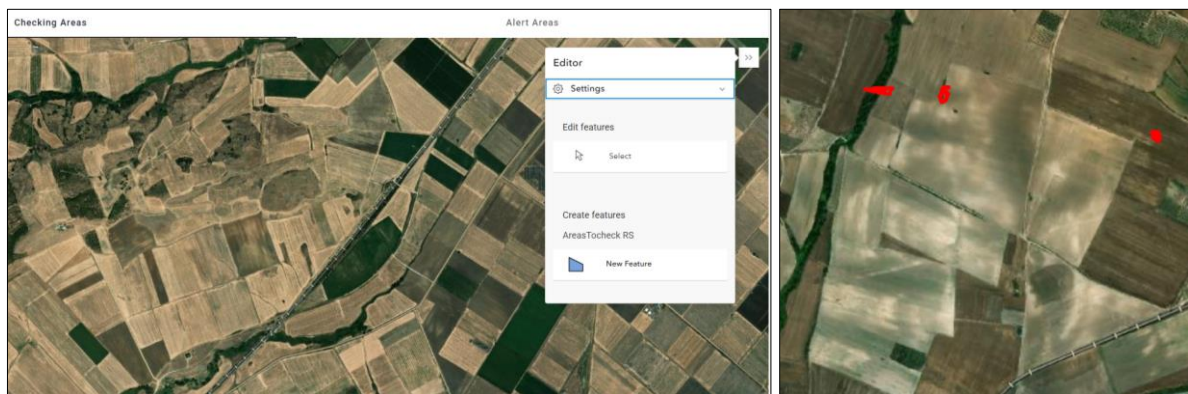 Checking Areas
Alert Areas
Editor
Settings
Edit features
Select
Create features
AreasTocheck RS
New Feature